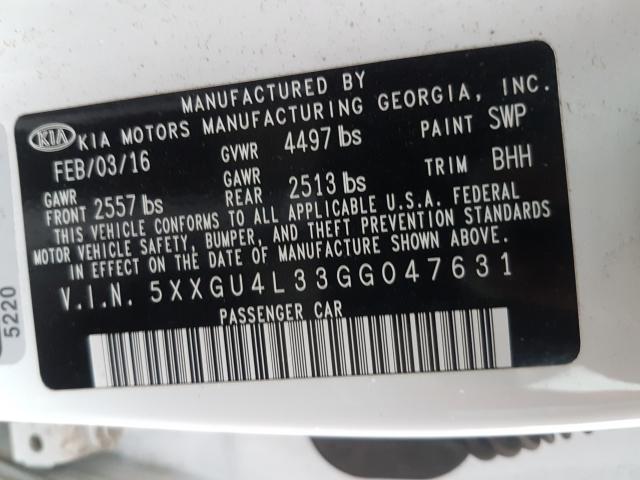 MANUFACTURED BY
KIA KIA MOTORS MANUFACTURING GEORGIA, INC.
FEB/03/16 GVWR 4497 lbs PAINT SWP
GAWR FRONT 2557 lbs GAWR REAR 2513 lbs TRIM BHH
THIS VEHICLE CONFORMS TO ALL APPLICABLE U.S.A. FEDERAL
MOTOR VEHICLE SAFETY, BUMPER, AND THEFT PREVENTION STANDARDS
IN EFFECT ON THE DATE OF MANUFACTURE SHOWN ABOVE.
V.I.N. 5XXGU4L33GG047631
PASSENGER CAR
5220